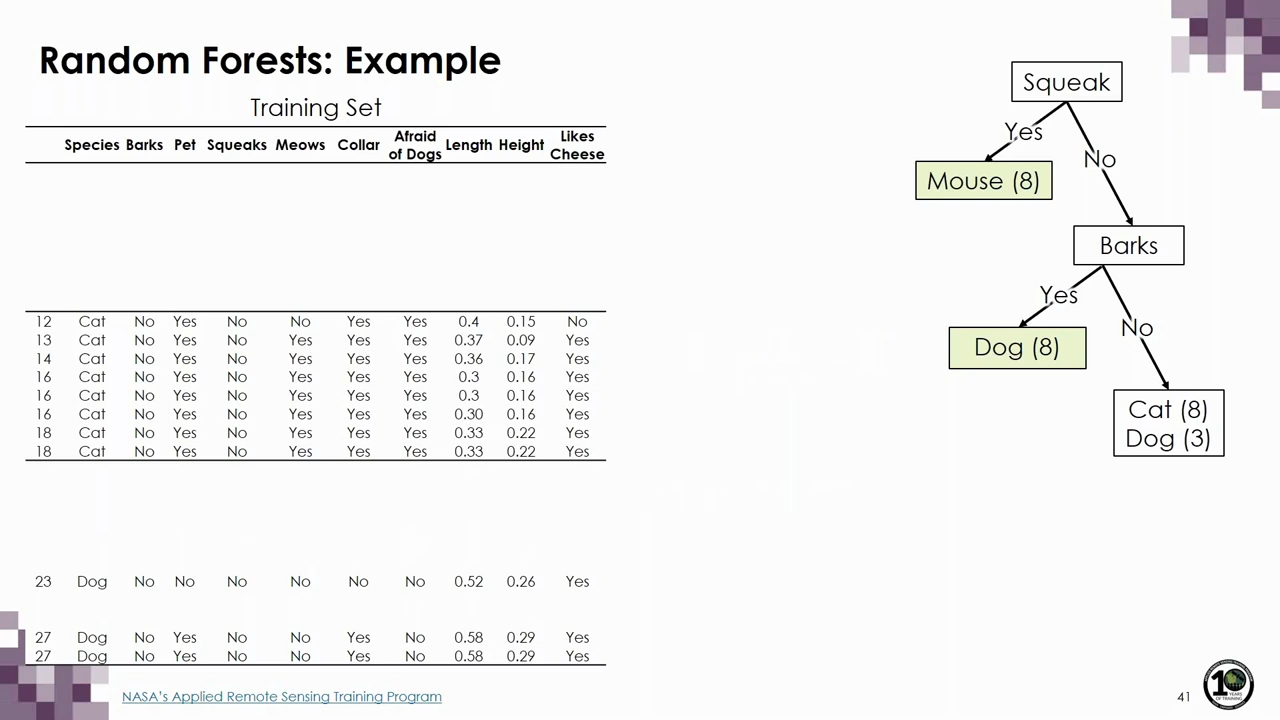 Random Forests: Example
Training Set
Species Barks Pet Squeaks Meows Collar Afraid of Dogs Length Height Likes Cheese
12 Cat No Yes No No Yes Yes 0.4 0.15 No
13 Cat No Yes No Yes Yes Yes 0.37 0.09 Yes
14 Cat No Yes No Yes Yes Yes 0.36 0.17 Yes
16 Cat No Yes No Yes Yes Yes 0.3 0.16 Yes
16 Cat No Yes No Yes Yes Yes 0.3 0.16 Yes
16 Cat No Yes No Yes Yes Yes 0.30 0.16 Yes
18 Cat No Yes No Yes Yes Yes 0.33 0.22 Yes
18 Cat No Yes No Yes Yes Yes 0.33 0.22 Yes
23 Dog No No No No No No 0.52 0.26 Yes
27 Dog No Yes No No Yes No 0.58 0.29 Yes
27 Dog No Yes No No Yes No 0.58 0.29 Yes
Squeak
Yes
No
Mouse (8)
Barks
Yes
No
Dog (8)
Cat (8)
Dog (3)
NASA's Applied Remote Sensing Training Program
41
10
YEARS
OF TRAINING